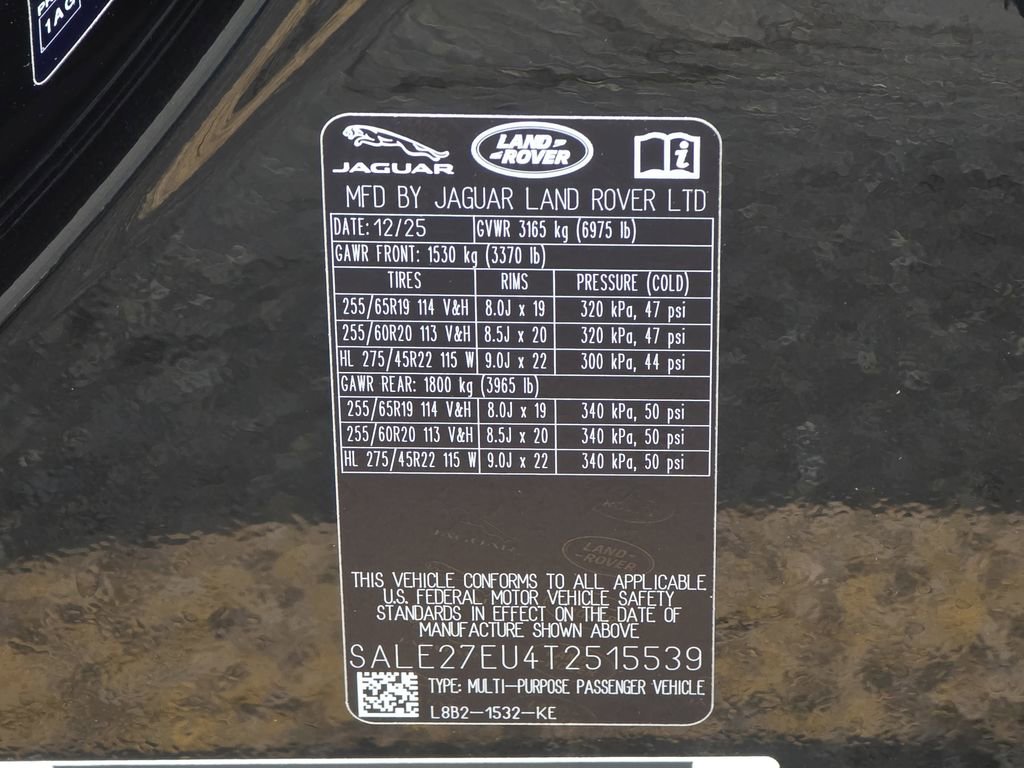 1AG
JAGUAR
LAND-
-ROVER
MFD BY JAGUAR LAND ROVER LTD
DATE: 12/25 GVWR 3165 kg (6975 lb)
GAWR FRONT: 1530 kg (3370 lb)
TIRES RIMS PRESSURE (COLD)
255/65R19 114 V&H 8.0J x 19 320 kPa, 47 psi
255/60R20 113 V&H 8.5J x 20 320 kPa, 47 psi
HL 275/45R22 115 W 9.0J x 22 300 kPa, 44 psi
GAWR REAR: 1800 kg (3965 lb)
255/65R19 114 V&H 8.0J x 19 340 kPa, 50 psi
255/60R20 113 V&H 8.5J x 20 340 kPa, 50 psi
HL 275/45R22 115 W 9.0J x 22 340 kPa, 50 psi
LAND-
-ROVER
THIS VEHICLE CONFORMS TO ALL APPLICABLE
U.S. FEDERAL MOTOR VEHICLE SAFETY
STANDARDS IN EFFECT ON THE DATE OF
MANUFACTURE SHOWN ABOVE
SALE27EU4T2515539
TYPE: MULTI-PURPOSE PASSENGER VEHICLE
L8B2-1532-KE